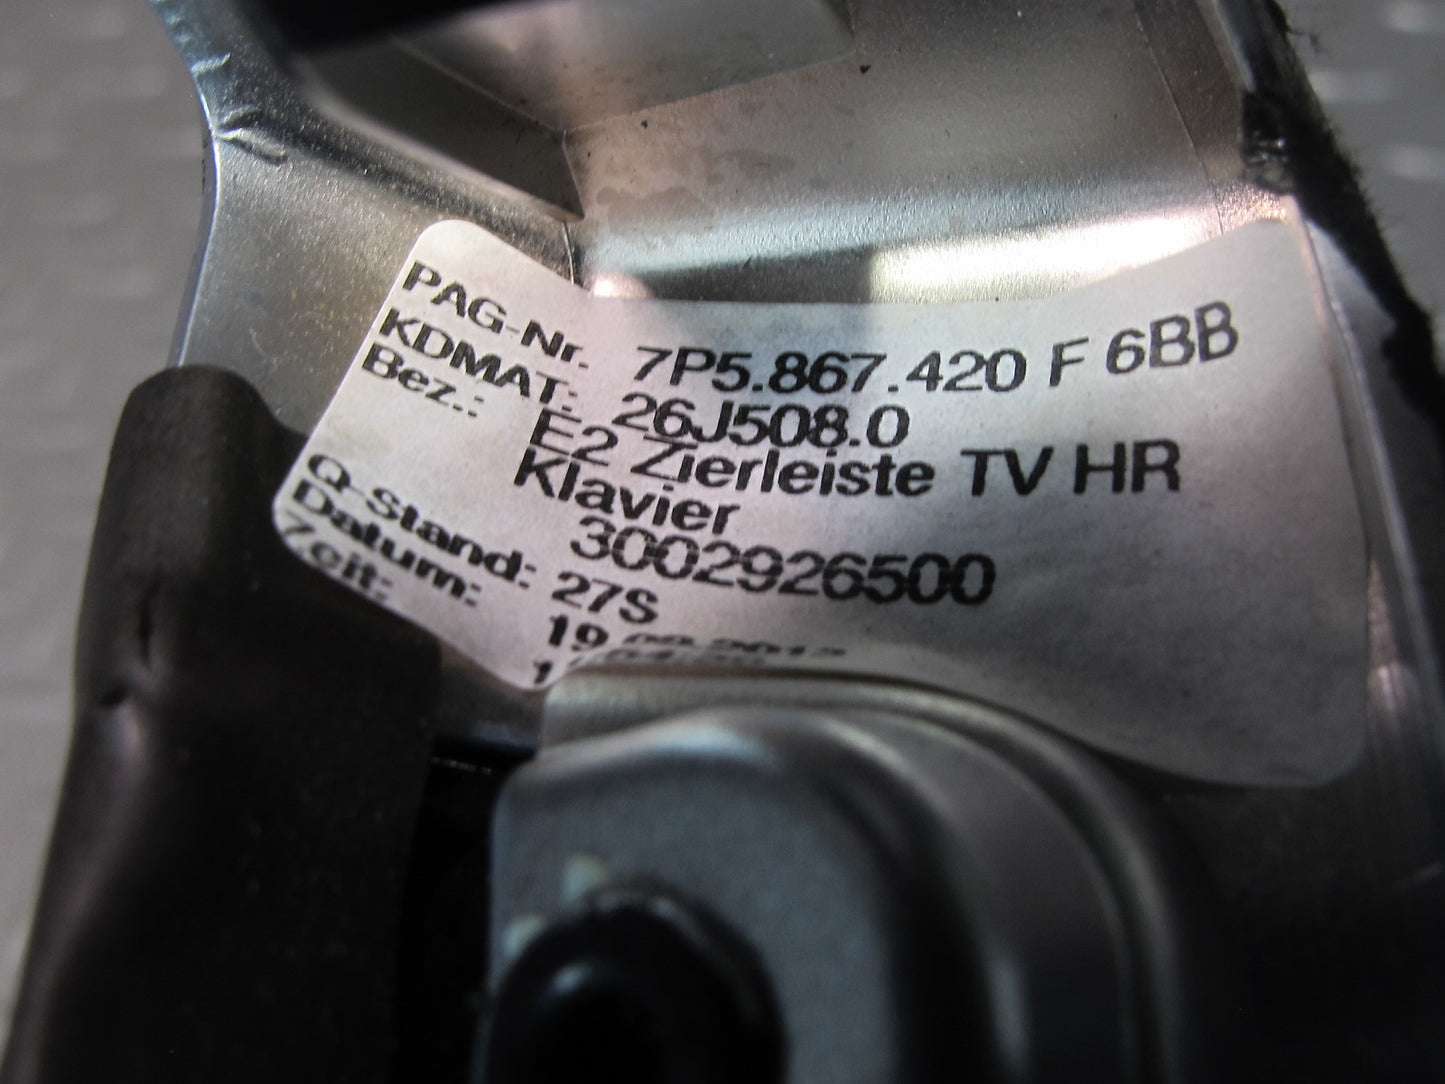 PAG-Nr. 7P5.867.420 F 6BB
KDMAT: 26J508.0
Bez.: E2 Zierleiste TV HR
Klavier
3002926500
Q-Stand: 27S
Datum: 19
Zeit: